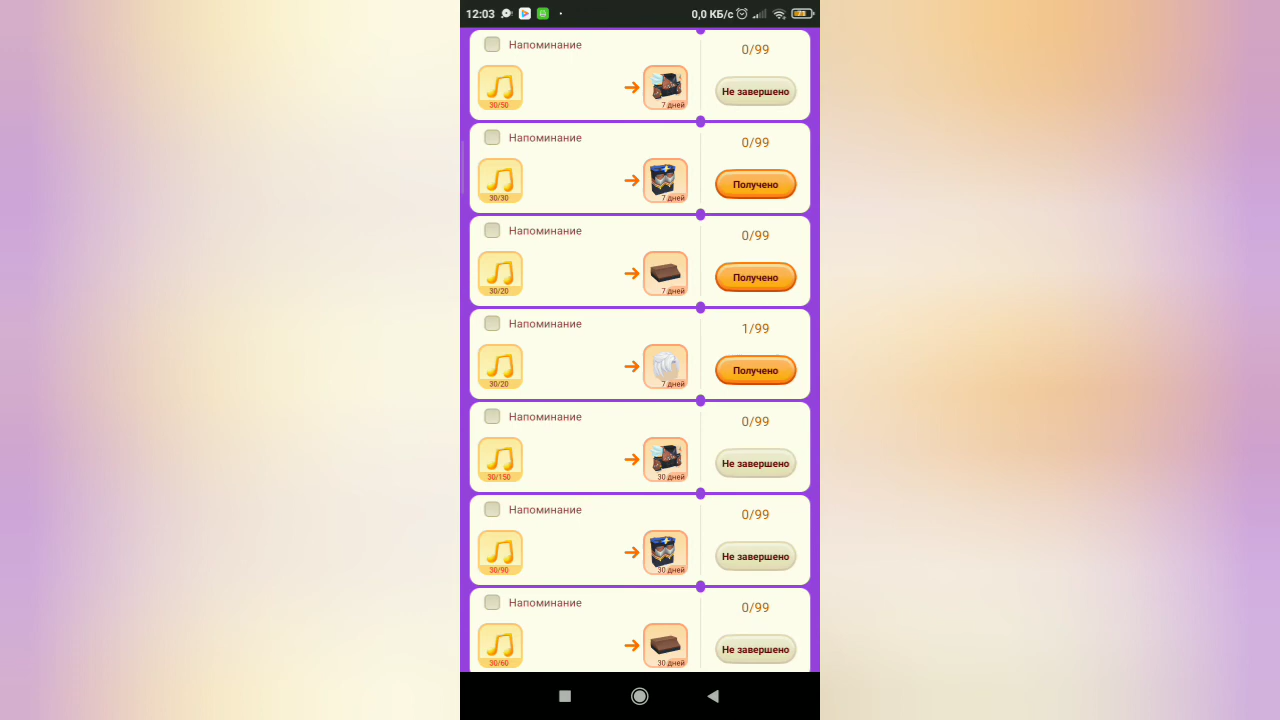 12:03 0,0 КБ/с 73
Напоминание 0/99
30/50 7 дней Не завершено
Напоминание 0/99
30/30 7 дней Получено
Напоминание 0/99
30/20 7 дней Получено
Напоминание 1/99
30/20 7 дней Получено
Напоминание 0/99
30/150 30 дней Не завершено
Напоминание 0/99
30/90 30 дней Не завершено
Напоминание 0/99
30/60 30 дней Не завершено